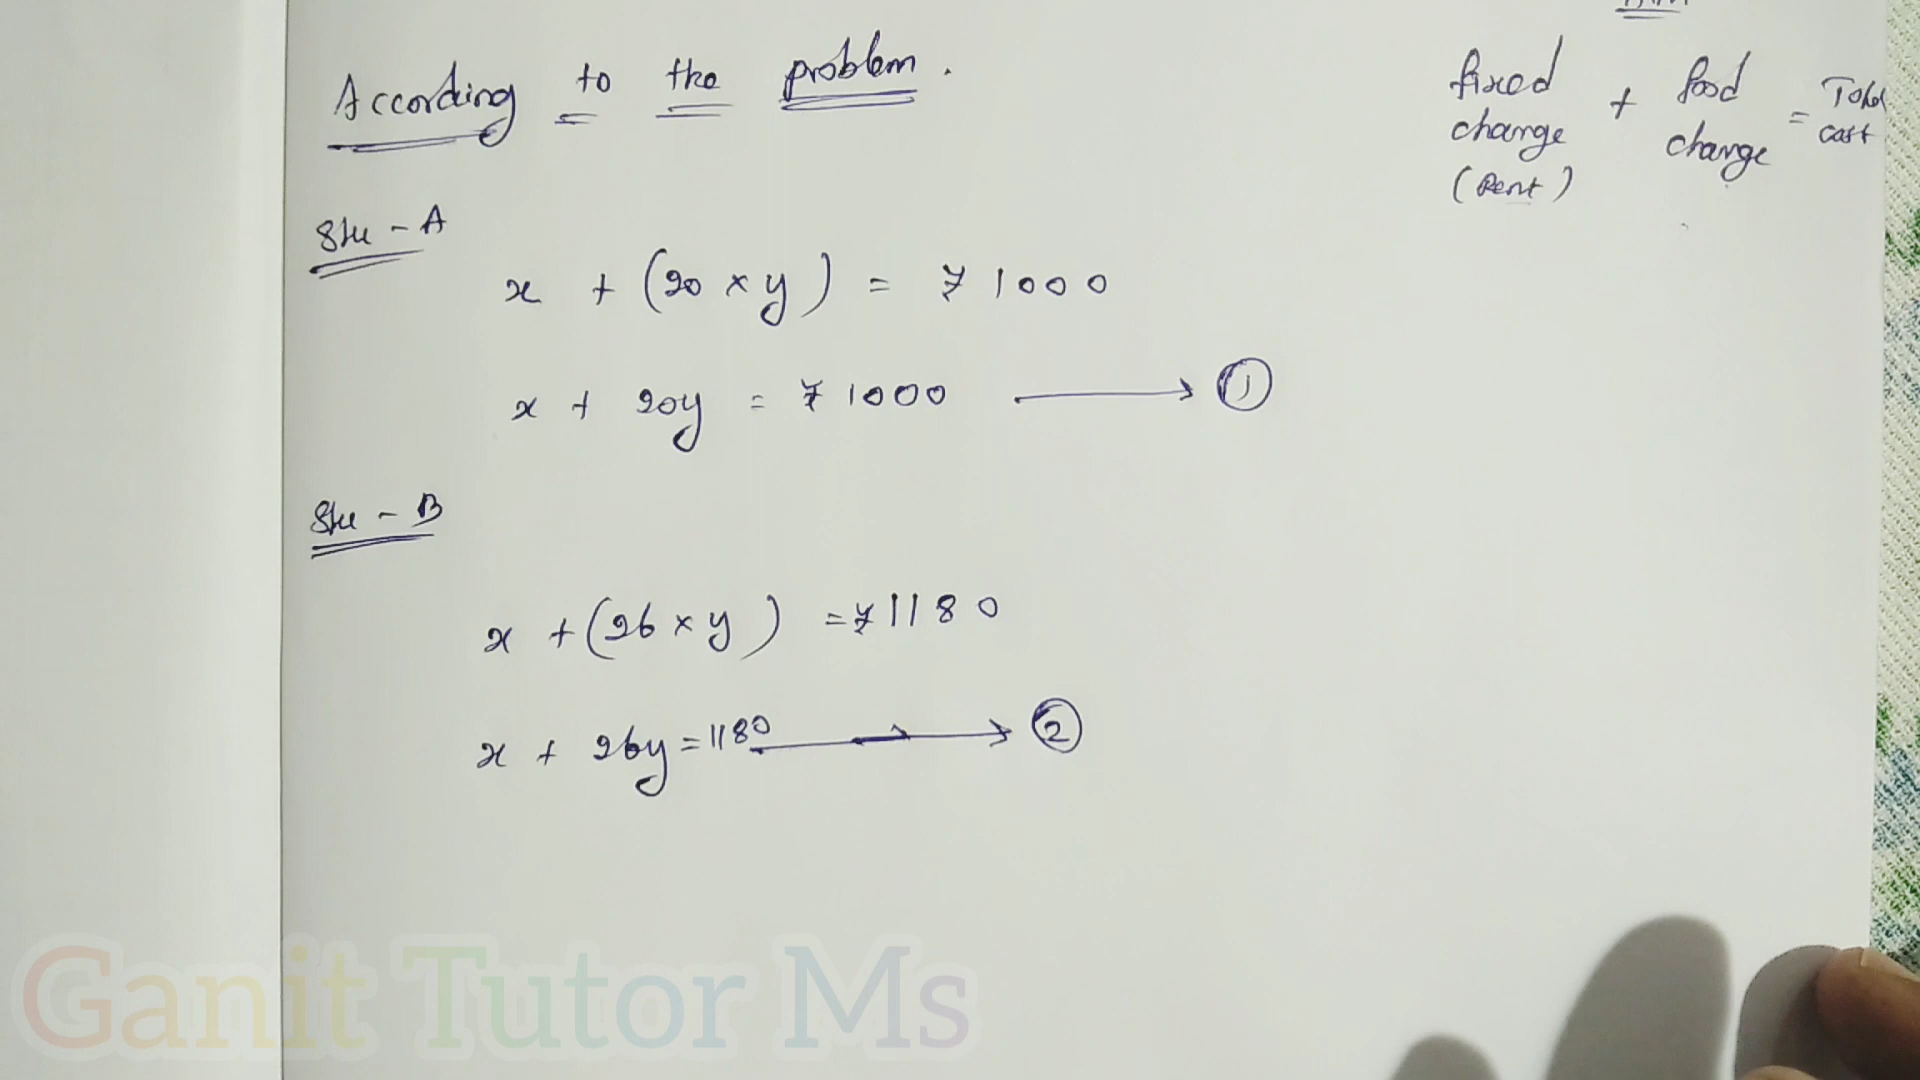 According to the problem.
fixed charge (Rent) + food charge = Total cost
Stu - A
x + (20 × y) = ₹ 1000
x + 20y = ₹ 1000 → 1
Stu - B
x + (26 × y) = ₹ 1180
x + 26y = 1180 → 2
Ganit Tutor Ms